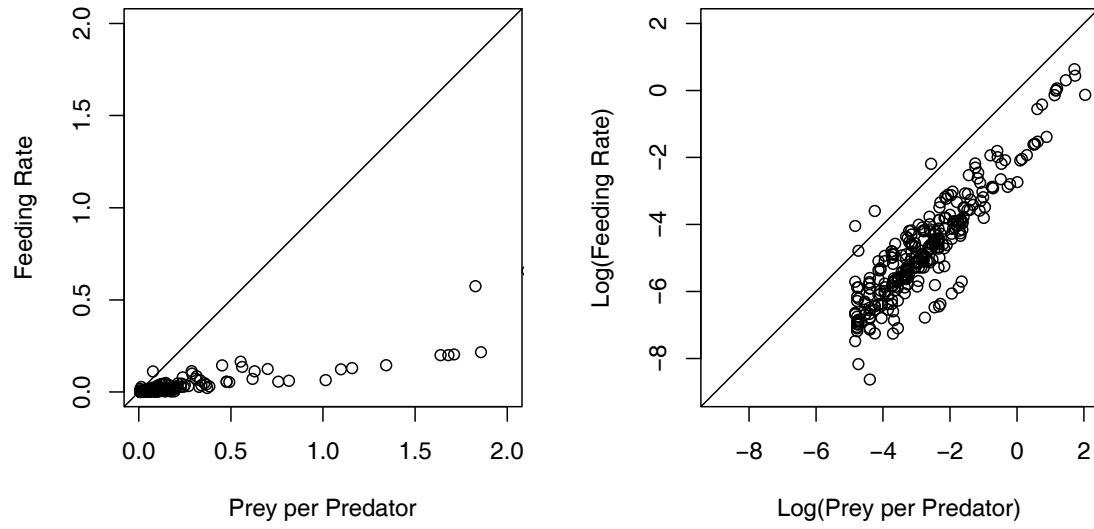 Feeding Rate
2.0
1.5
1.0
0.5
0.0
0.0 0.5 1.0 1.5 2.0
Prey per Predator
Log(Feeding Rate)
2
0
−2
−4
−6
−8
−8 −6 −4 −2 0 2
Log(Prey per Predator)